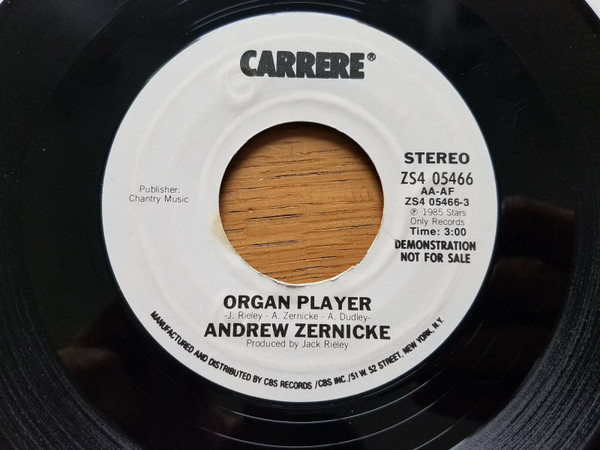 CARRERE®
STEREO
ZS4 05466
AA-AF
ZS4 05466-3
℗ 1985 Stars
Only Records
Time: 3:00
DEMONSTRATION
NOT FOR SALE
Publisher:
Chantry Music
ORGAN PLAYER
-J. Rieley - A. Zernicke - A. Dudley-
ANDREW ZERNICKE
Produced by Jack Rieley
MANUFACTURED AND DISTRIBUTED BY CBS RECORDS /CBS INC./51 W. 52 STREET, NEW YORK, N.Y.